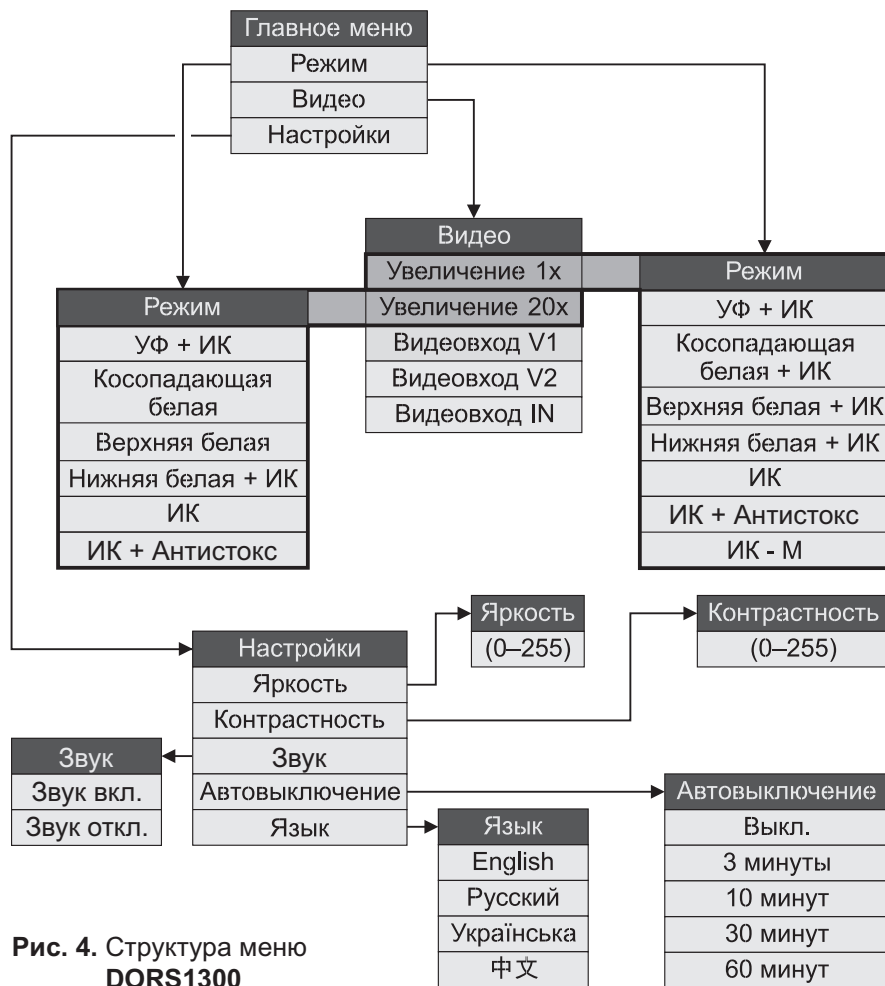 Главное меню
Режим
Видео
Настройки
Видео
Увеличение 1x
Увеличение 20x
Видеовход V1
Видеовход V2
Видеовход IN
Режим
УФ + ИК
Косопадающая
белая
Верхняя белая
Нижняя белая + ИК
ИК
ИК + Антистокс
Режим
УФ + ИК
Косопадающая
белая + ИК
Верхняя белая + ИК
Нижняя белая + ИК
ИК
ИК + Антистокс
ИК - М
Настройки
Яркость
Контрастность
Звук
Автовыключение
Язык
Яркость
(0–255)
Контрастность
(0–255)
Звук
Звук вкл.
Звук откл.
Язык
English
Русский
Українська
中文
Автовыключение
Выкл.
3 минуты
10 минут
30 минут
60 минут
Рис. 4. Структура меню
DORS1300